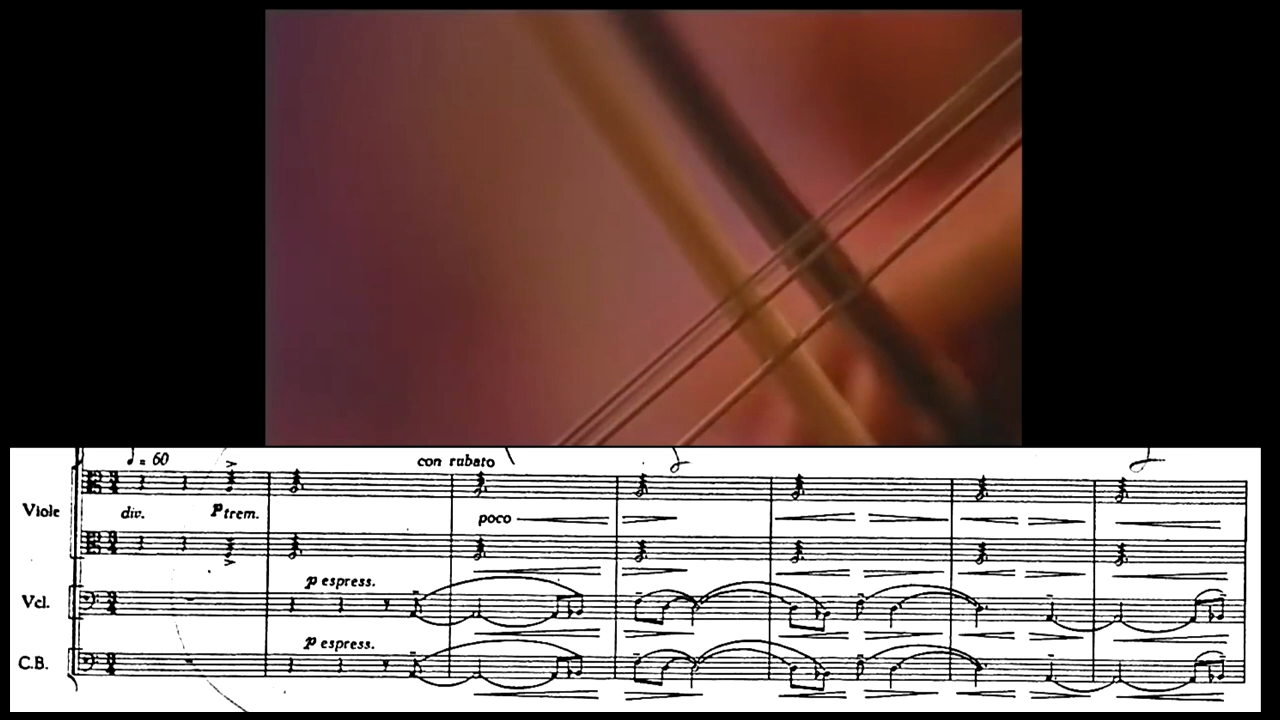 ♩= 60
con rubato
Viole
div.
p trem.
poco
p espress.
Vcl.
p espress.
C.B.